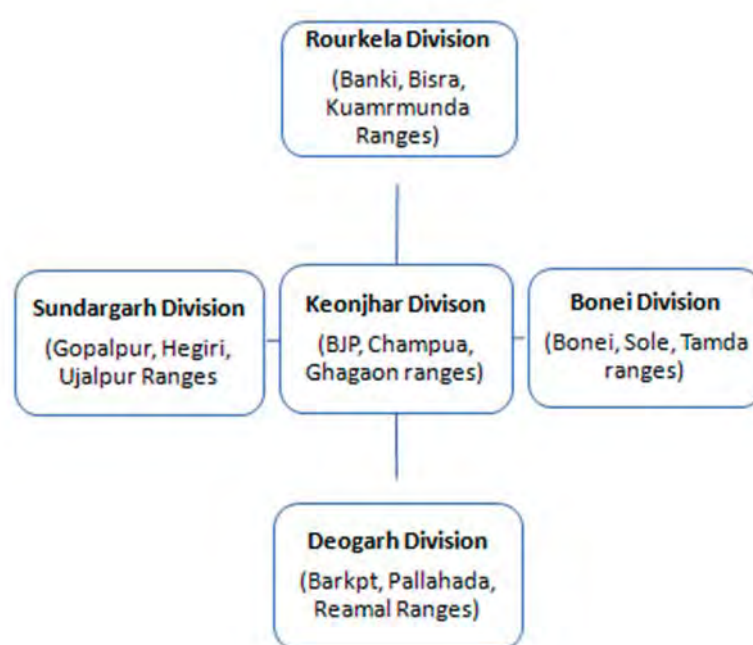 Rourkela Division
(Banki, Bisra,
Kuamrmunda
Ranges)
Sundargarh Division
(Gopalpur, Hegiri,
Ujalpur Ranges
Keonjhar Divison
(BJP, Champua,
Ghagaon ranges)
Bonei Division
(Bonei, Sole, Tamda
ranges)
Deogarh Division
(Barkpt, Pallahada,
Reamal Ranges)